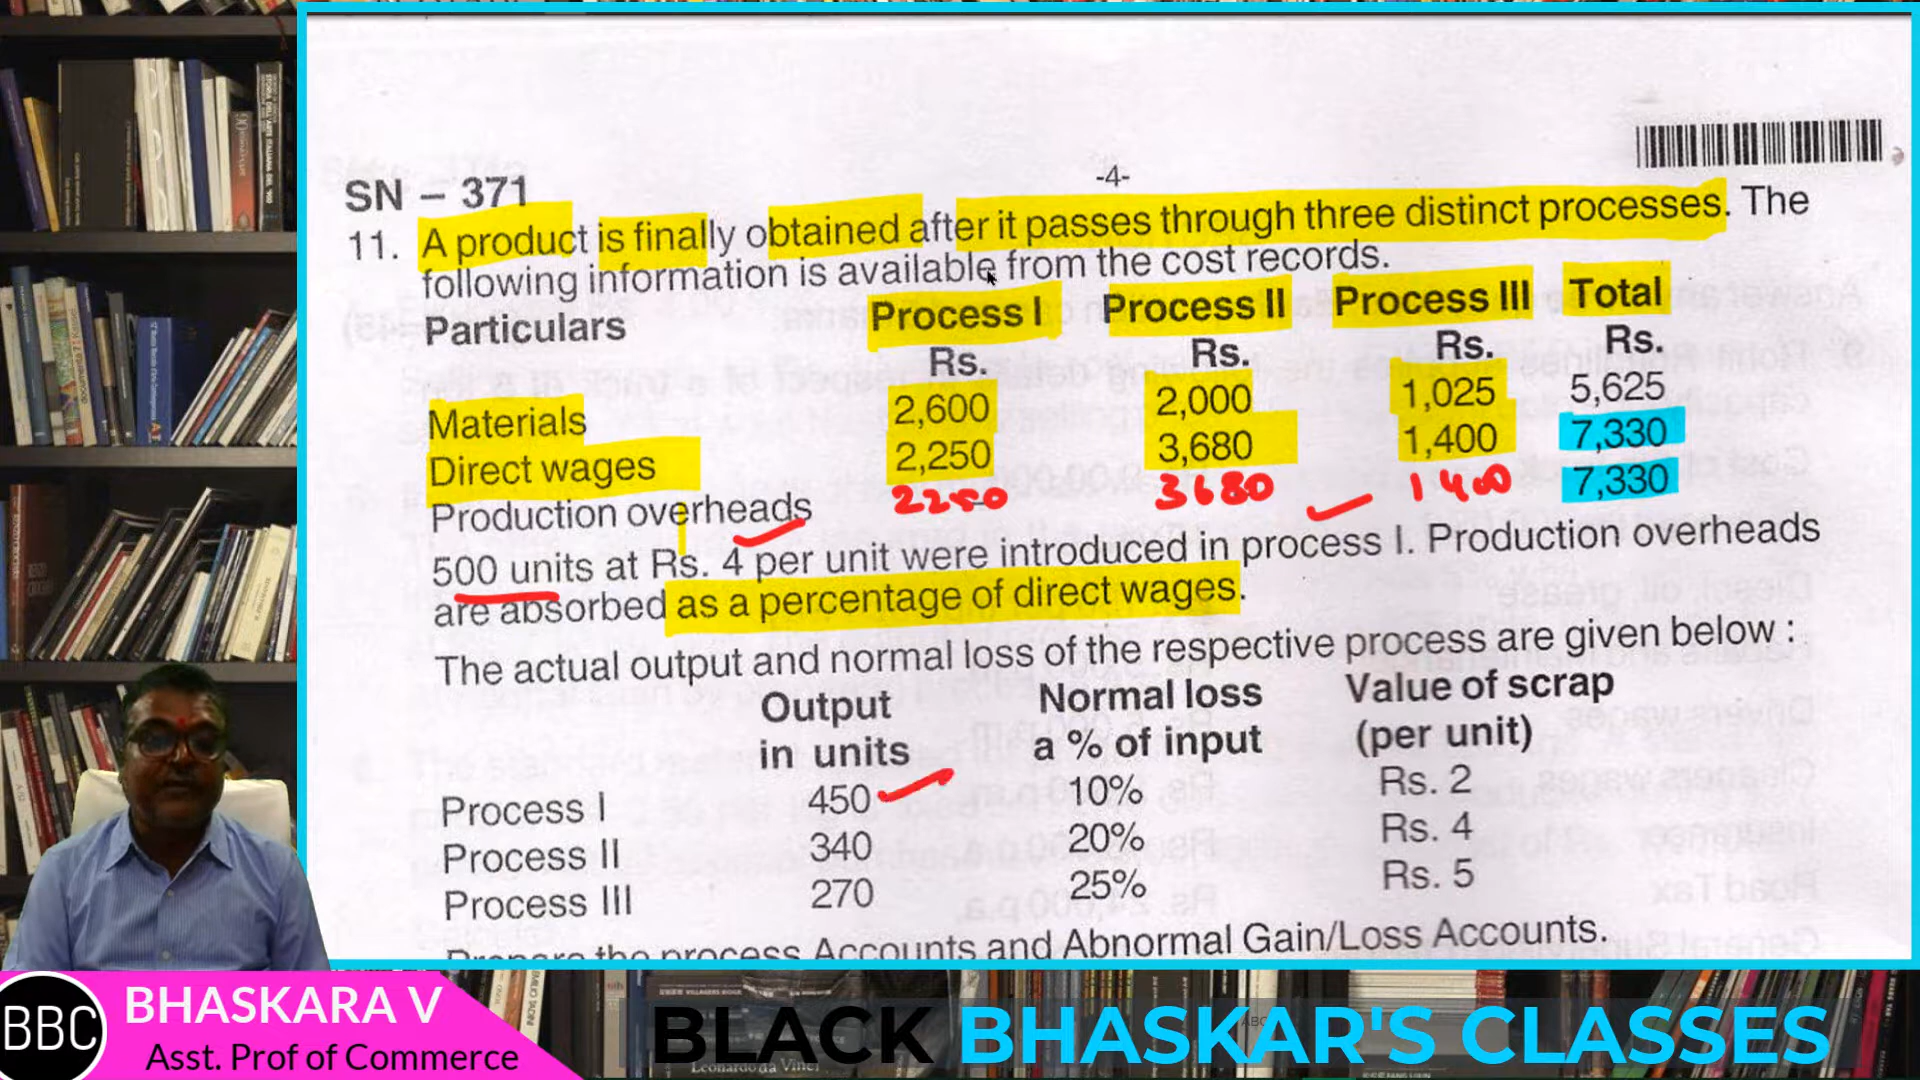 -4-
SN – 371
11. A product is finally obtained after it passes through three distinct processes. The
following information is available from the cost records.
Particulars Process I Process II Process III Total
Rs. Rs. Rs. Rs.
Materials 2,600 2,000 1,025 5,625
Direct wages 2,250 3,680 1,400 7,330
Production overheads 2250 3680 1400 7,330
500 units at Rs. 4 per unit were introduced in process I. Production overheads
are absorbed as a percentage of direct wages.
The actual output and normal loss of the respective process are given below :
Output Normal loss Value of scrap
in units a % of input (per unit)
Process I 450 10% Rs. 2
Process II 340 20% Rs. 4
Process III 270 25% Rs. 5
Prepare the process Accounts and Abnormal Gain/Loss Accounts.
BBC
BHASKARA V
Asst. Prof of Commerce
BLACK BHASKAR'S CLASSES
Leonardo da Vinci